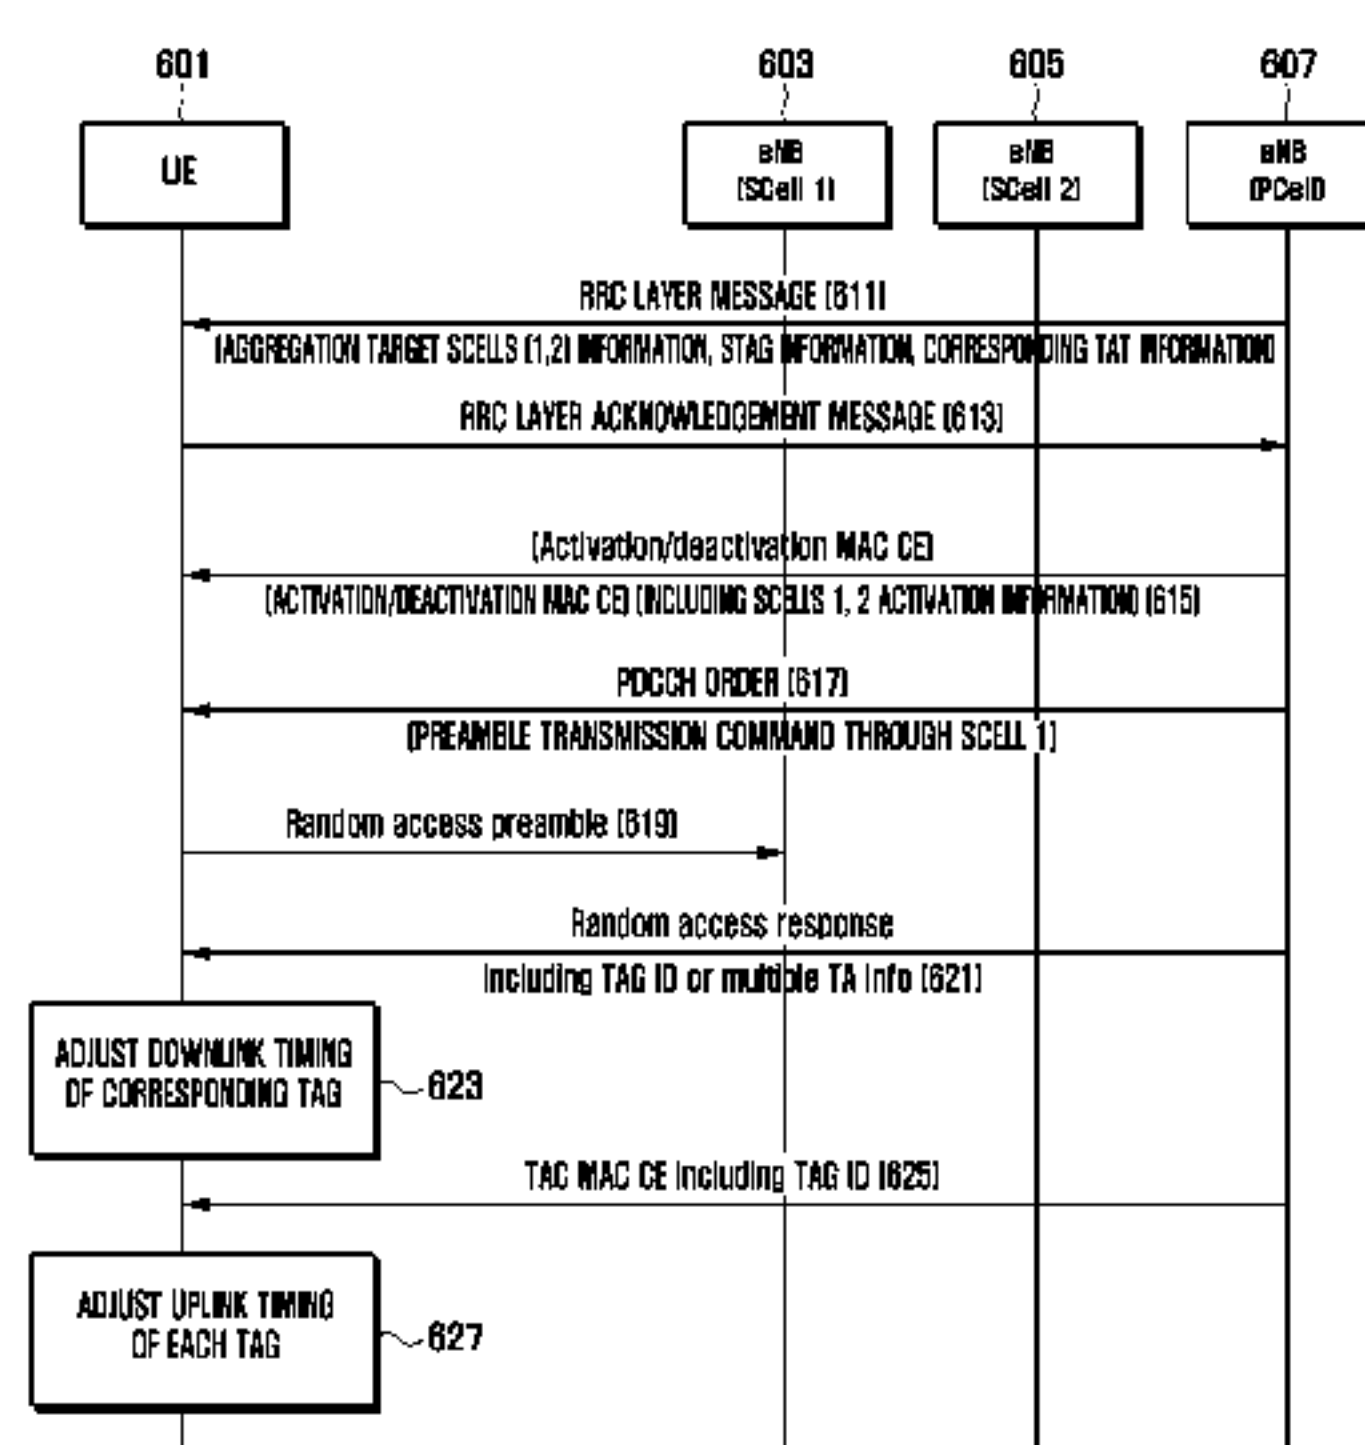 601
603
605
607
UE
eNB
(SCell 1)
eNB
(SCell 2)
eNB
(PCell)
RRC LAYER MESSAGE (611)
(AGGREGATION TARGET SCELLS (1,2) INFORMATION, STAG INFORMATION, CORRESPONDING TAT INFORMATION)
RRC LAYER ACKNOWLEDGEMENT MESSAGE (613)
(Activation/deactivation MAC CE)
(ACTIVATION/DEACTIVATION MAC CE) (INCLUDING SCELLS 1, 2 ACTIVATION INFORMATION) (615)
PDCCH ORDER (617)
(PREAMBLE TRANSMISSION COMMAND THROUGH SCELL 1)
Random access preamble (619)
Random access response
Including TAG ID or multiple TA info (621)
ADJUST DOWNLINK TIMING
OF CORRESPONDING TAG
623
TAC MAC CE including TAG ID (625)
ADJUST UPLINK TIMING
OF EACH TAG
627